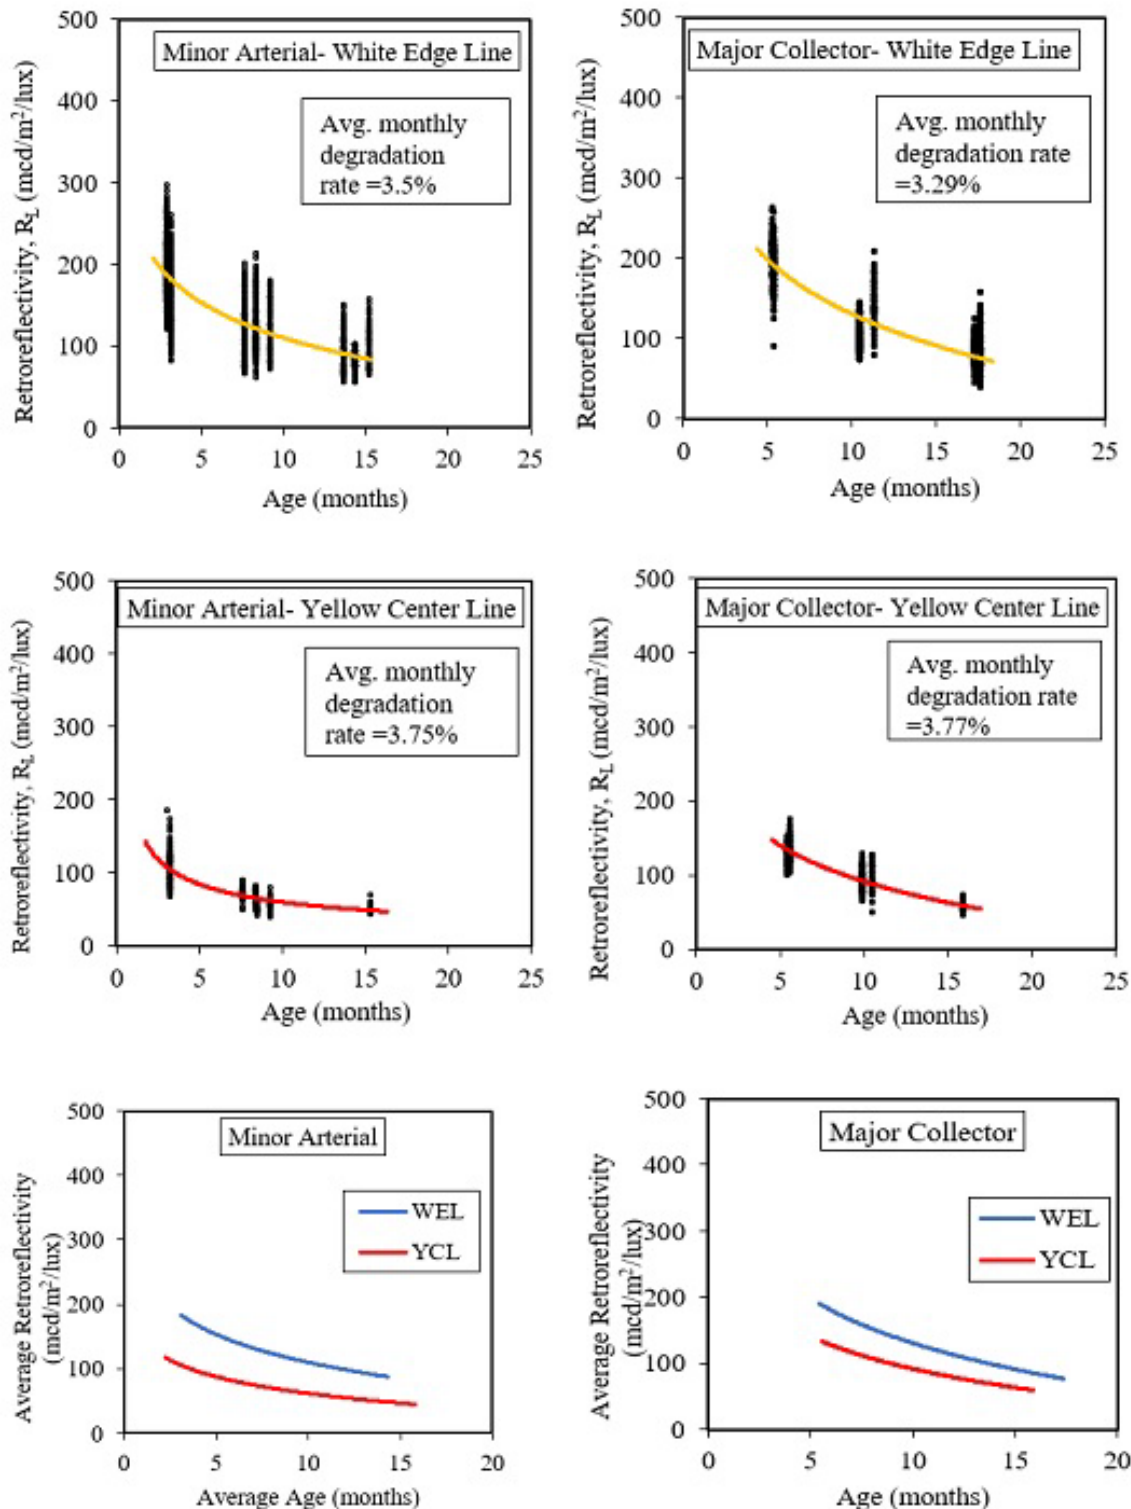 Minor Arterial- White Edge Line
Avg. monthly
degradation
rate =3.5%
Retroreflectivity, R_L (mcd/m²/lux)
500
400
300
200
100
0
0 5 10 15 20 25
Age (months)
Major Collector- White Edge Line
Avg. monthly
degradation rate
=3.29%
Retroreflectivity, R_L (mcd/m²/lux)
500
400
300
200
100
0
0 5 10 15 20 25
Age (months)
Minor Arterial- Yellow Center Line
Avg. monthly
degradation
rate =3.75%
Retroreflectivity, R_L (mcd/m²/lux)
500
400
300
200
100
0
0 5 10 15 20 25
Age (months)
Major Collector- Yellow Center Line
Avg. monthly
degradation rate
=3.77%
Retroreflectivity, R_L (mcd/m²/lux)
500
400
300
200
100
0
0 5 10 15 20 25
Age (months)
Minor Arterial
WEL
YCL
Average Retroreflectivity
(mcd/m²/lux)
500
400
300
200
100
0
0 5 10 15 20
Average Age (months)
Major Collector
WEL
YCL
Average Retroreflectivity
(mcd/m²/lux)
500
400
300
200
100
0
0 5 10 15 20
Age (months)